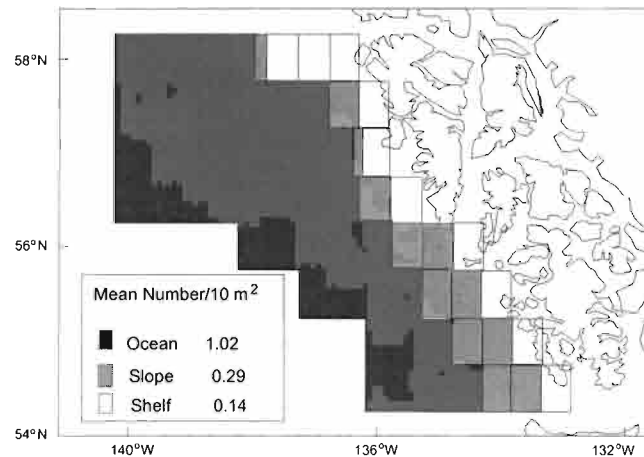 58°N
56°N
Mean Number/10 m²
Ocean 1.02
Slope 0.29
Shelf 0.14
54°N
140°W
136°W
132°W